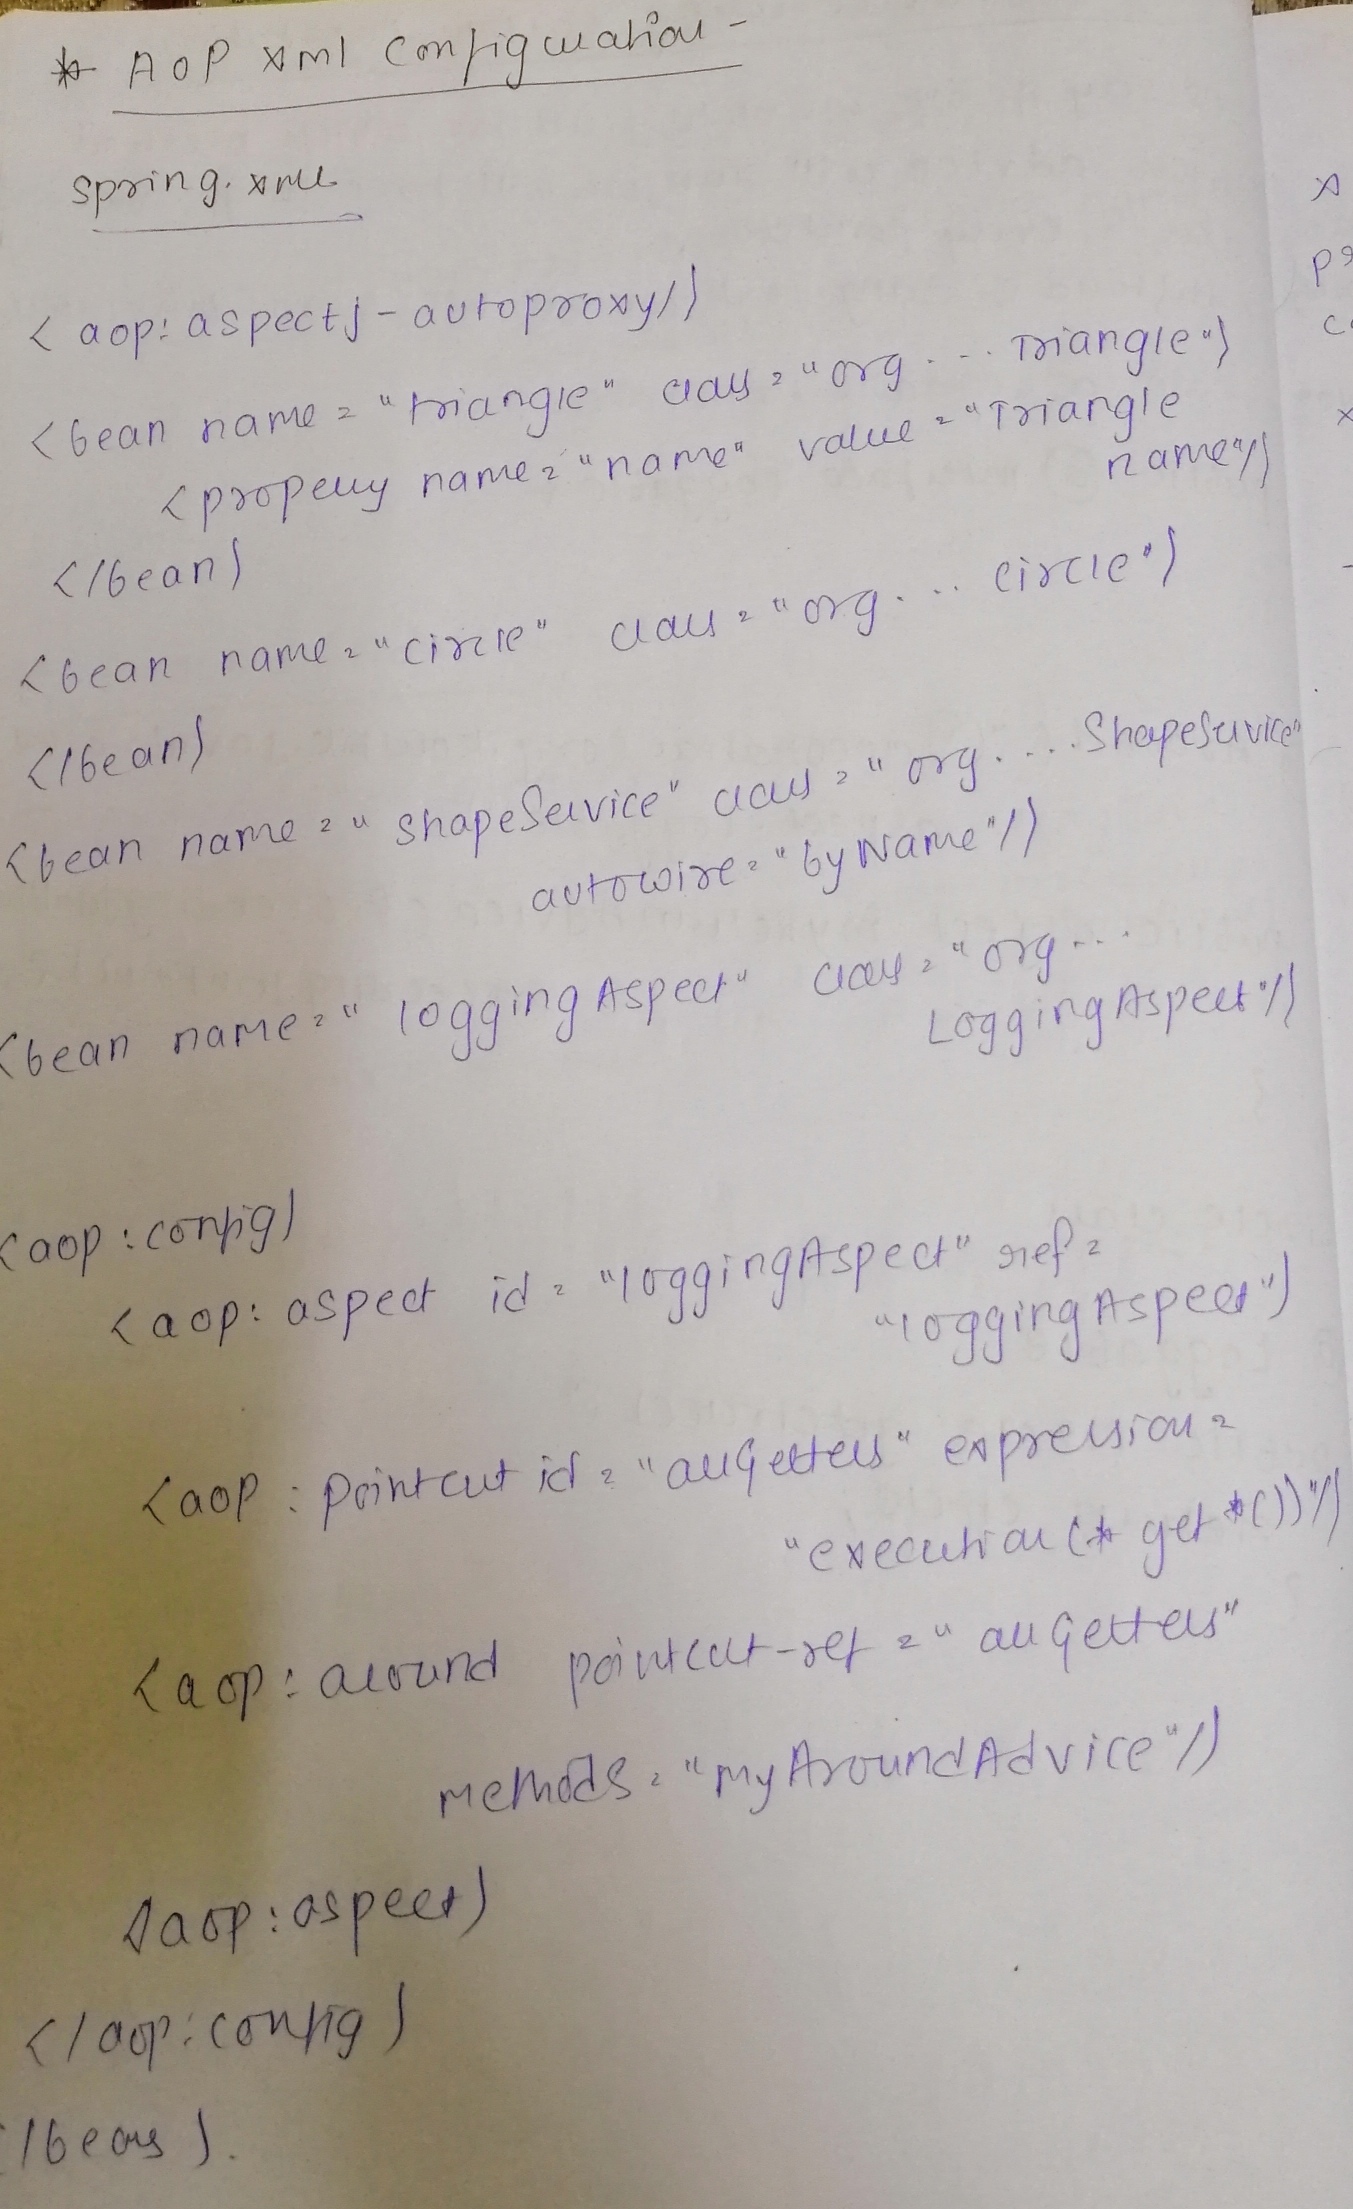 * AOP xml Configuration -
spring.xml
<aop:aspectj-autoproxy/>
<bean name="triangle" class="org....Triangle">
<property name="name" value="Triangle
name"/>
</bean>
<bean name="circle" class="org.... Circle">
</bean>
<bean name="shapeService" class="org.....ShapeService"
autowire="byName"/>
<bean name="loggingAspect" class="org...
LoggingAspect"/>
<aop:config>
<aop:aspect id="loggingAspect" ref=
"loggingAspect">
<aop:pointcut id="allGetters" expression=
"execution(* get*())"/>
<aop:around pointcut-ref="allGetters"
methods="myAroundAdvice"/>
</aop:aspect>
</aop:config>
</beans>.